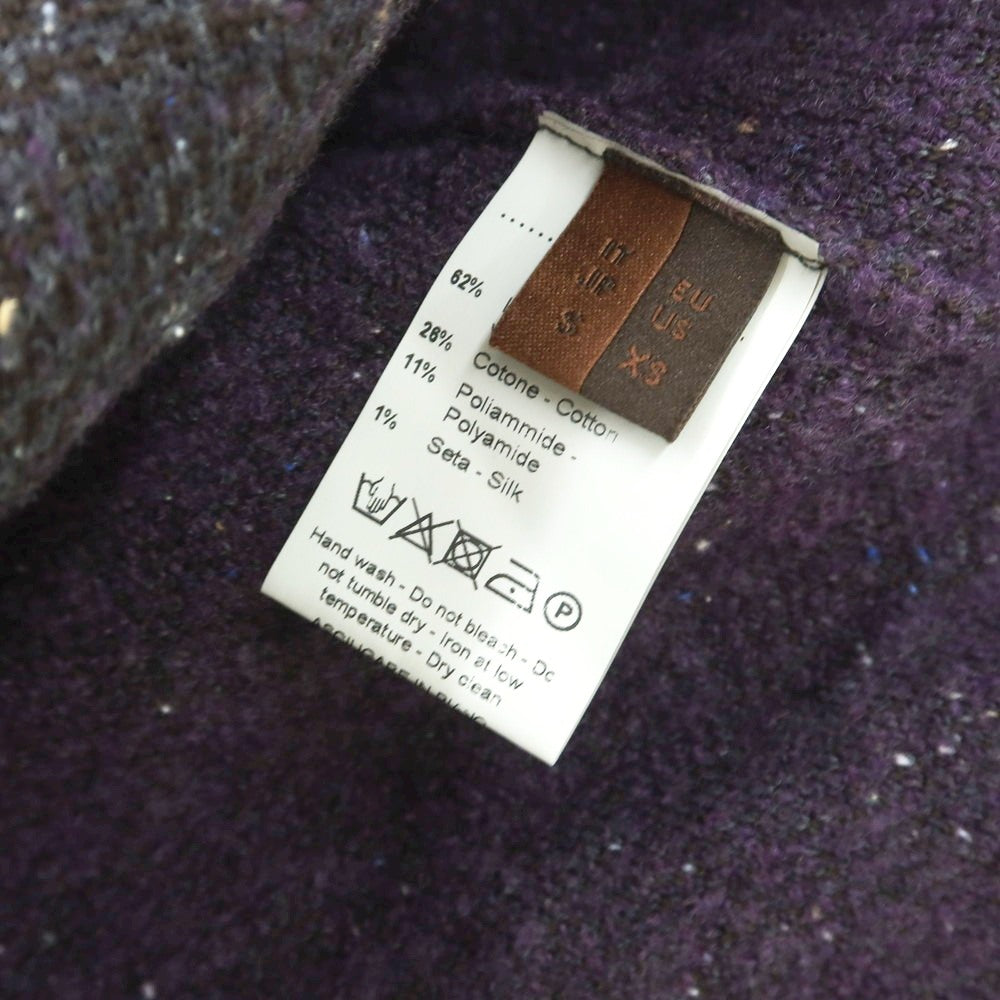 IT
JP
S
EU
US
XS
62%
26% Cotone - Cotton
11% Poliammide -
Polyamide
1% Seta - Silk
P
Hand wash - Do not bleach - Do
not tumble dry - Iron at low
temperature - Dry clean